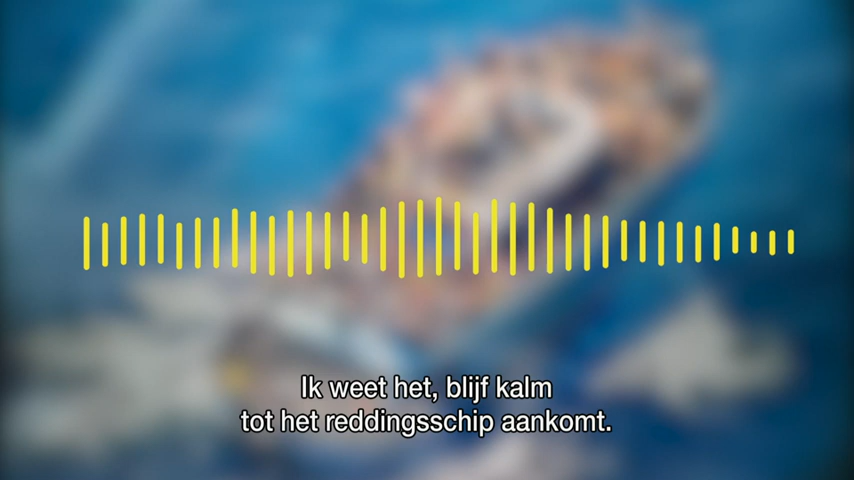 Ik weet het, blijf kalm
tot het reddingsschip aankomt.